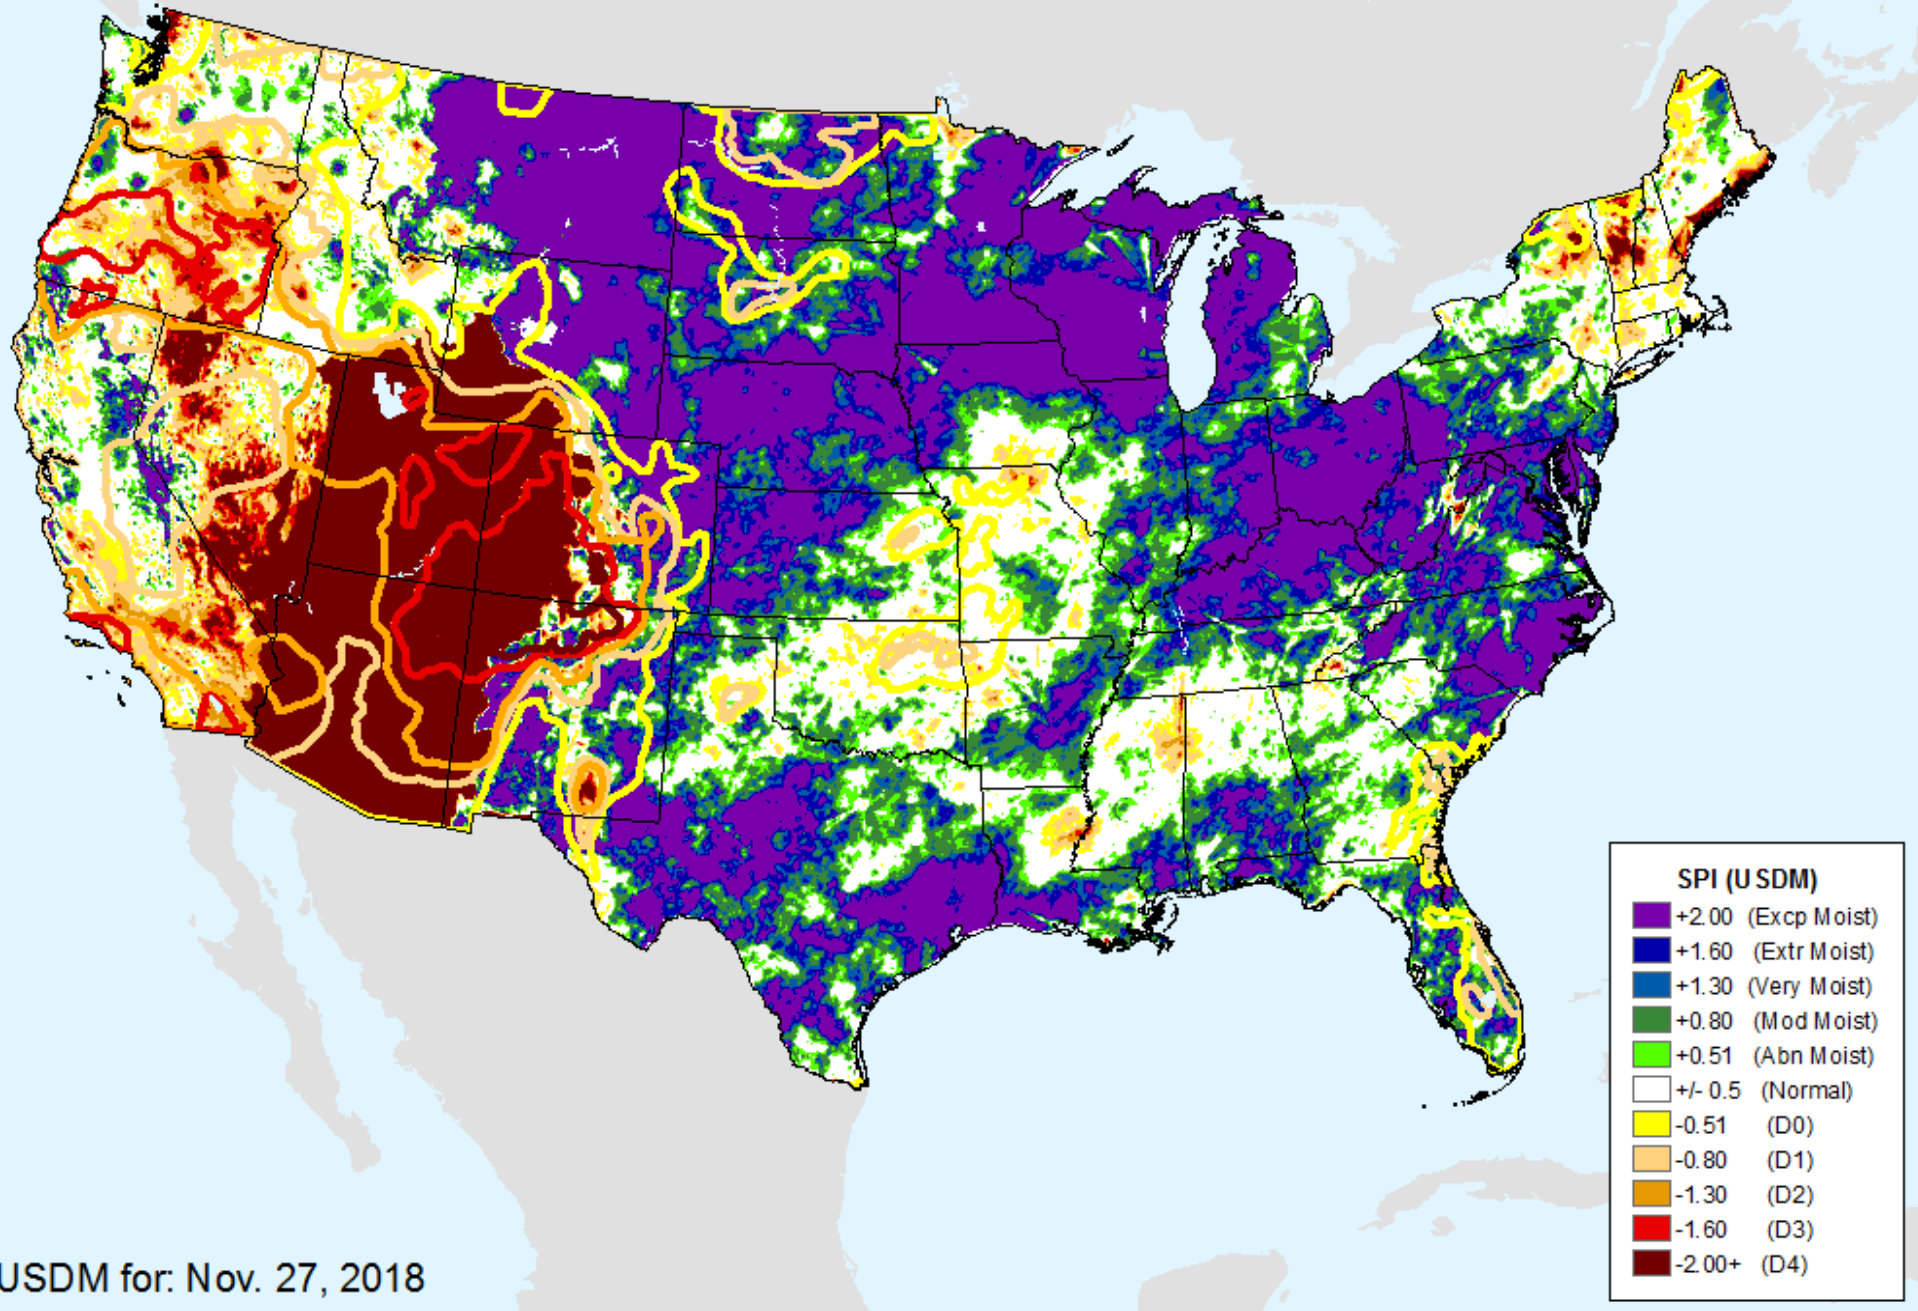 SPI (USDM)
+2.00 (Excp Moist)
+1.60 (Extr Moist)
+1.30 (Very Moist)
+0.80 (Mod Moist)
+0.51 (Abn Moist)
+/- 0.5 (Normal)
-0.51 (D0)
-0.80 (D1)
-1.30 (D2)
-1.60 (D3)
-2.00+ (D4)
USDM for: Nov. 27, 2018